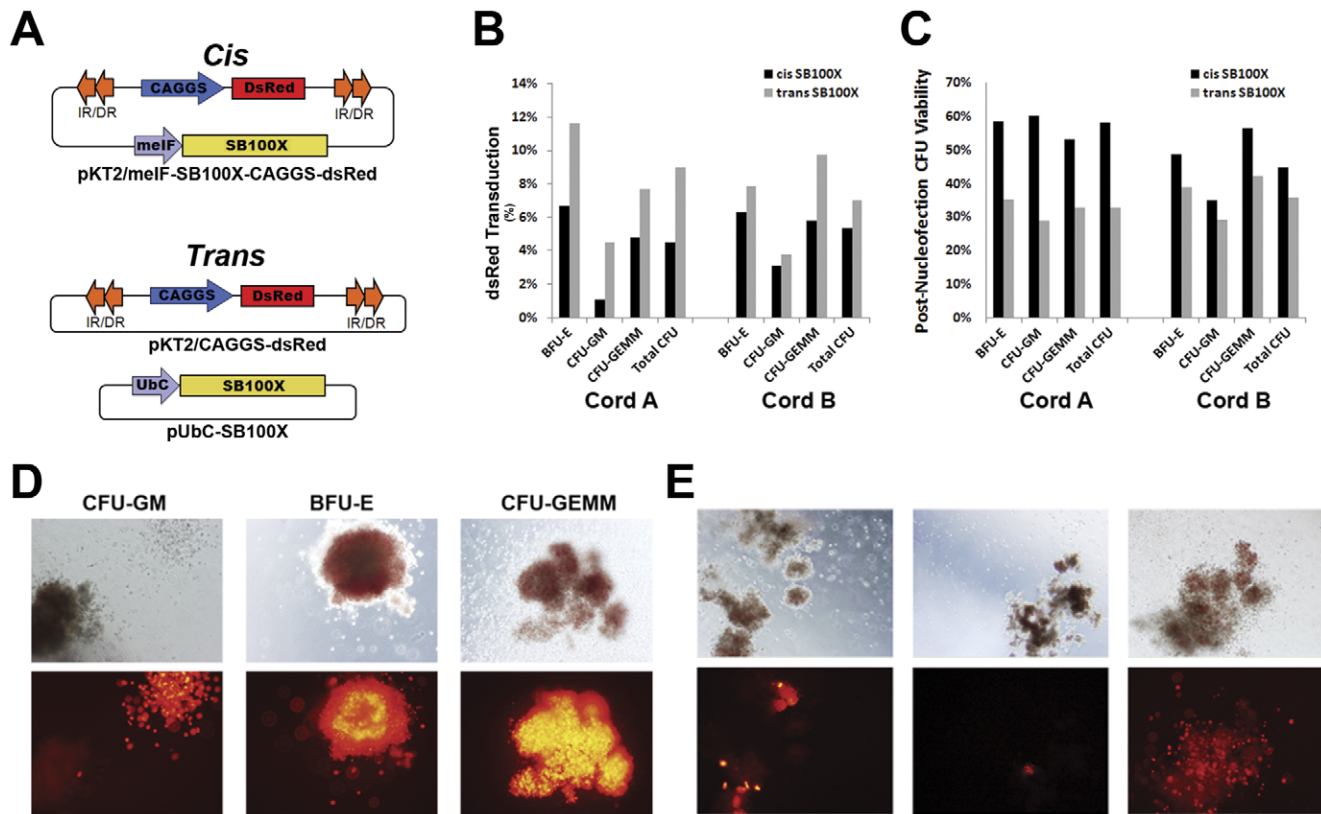 A
Cis
CAGGS
DsRed
IR/DR
IR/DR
meIF
SB100X
pKT2/meIF-SB100X-CAGGS-dsRed
Trans
CAGGS
DsRed
IR/DR
IR/DR
pKT2/CAGGS-dsRed
UbC
SB100X
pUbC-SB100X
B
cis SB100X
trans SB100X
dsRed Transduction
(%)
14%
12%
10%
8%
6%
4%
2%
0%
BFU-E
CFU-GM
CFU-GEMM
Total CFU
BFU-E
CFU-GM
CFU-GEMM
Total CFU
Cord A
Cord B
C
cis SB100X
trans SB100X
Post-Nucleofection CFU Viability
70%
60%
50%
40%
30%
20%
10%
0%
BFU-E
CFU-GM
CFU-GEMM
Total CFU
BFU-E
CFU-GM
CFU-GEMM
Total CFU
Cord A
Cord B
D
CFU-GM
BFU-E
CFU-GEMM
E